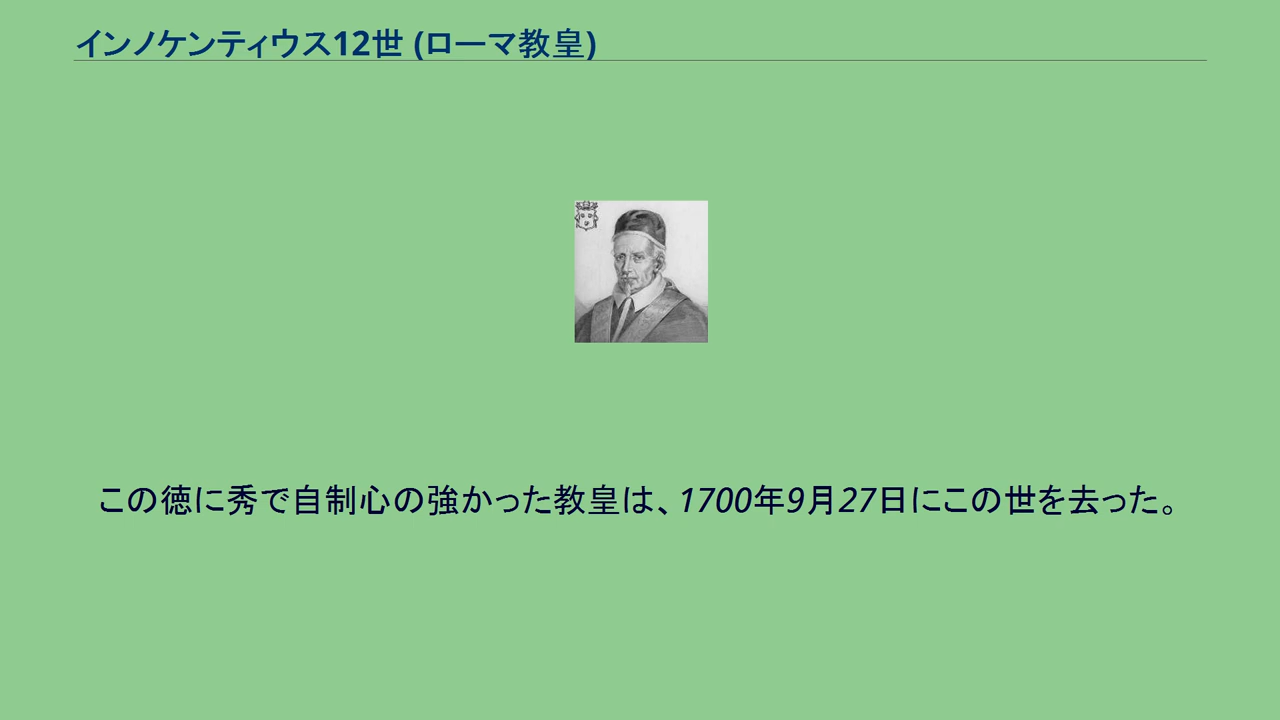 インノケンティウス12世 (ローマ教皇)
この徳に秀で自制心の強かった教皇は、1700年9月27日にこの世を去った。